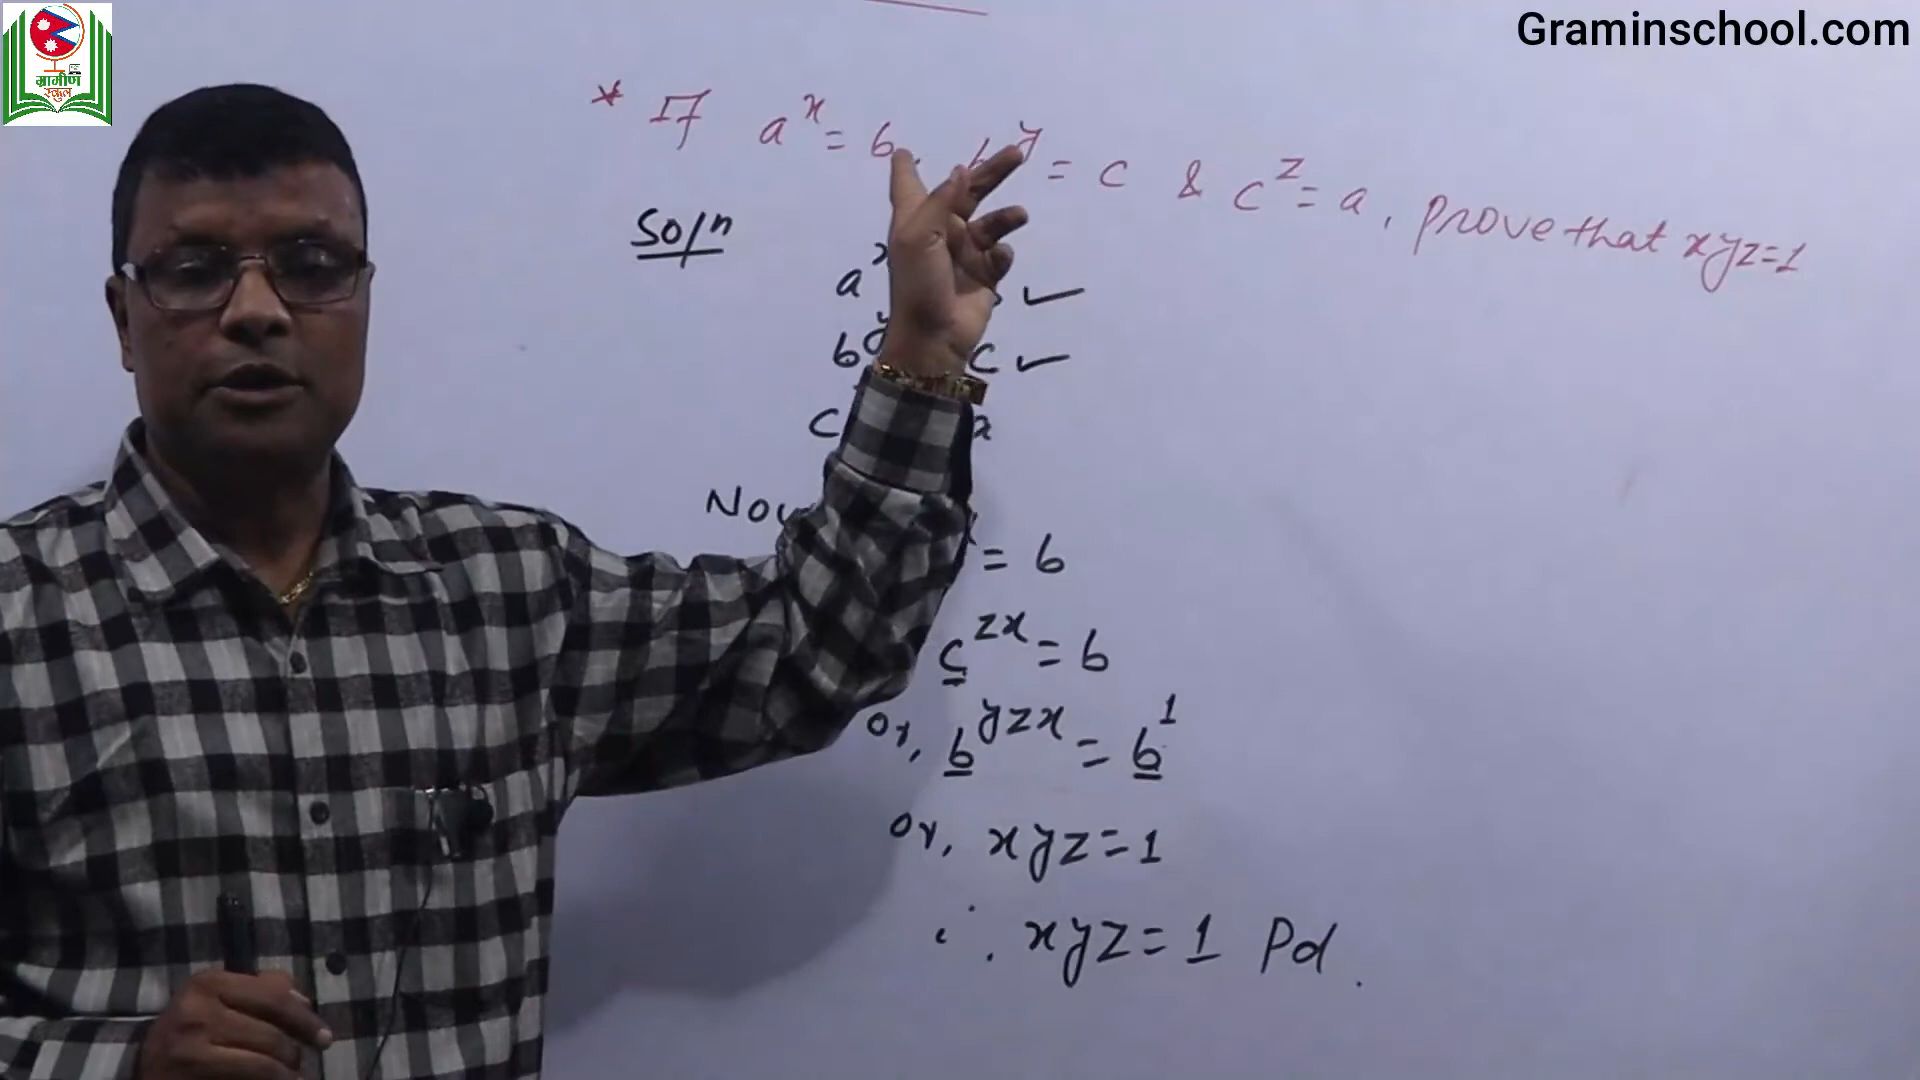 Graminschool.com
ग्रामीण
स्कुल
* If a^x = b, b^y = c & c^z = a, prove that xyz=1
Soln
a^x ✓
b^y c ✓
c a
Now = b
c^zx = b
or, b^yzx = b^1
or, xyz=1
∴ xyz=1 Pd.